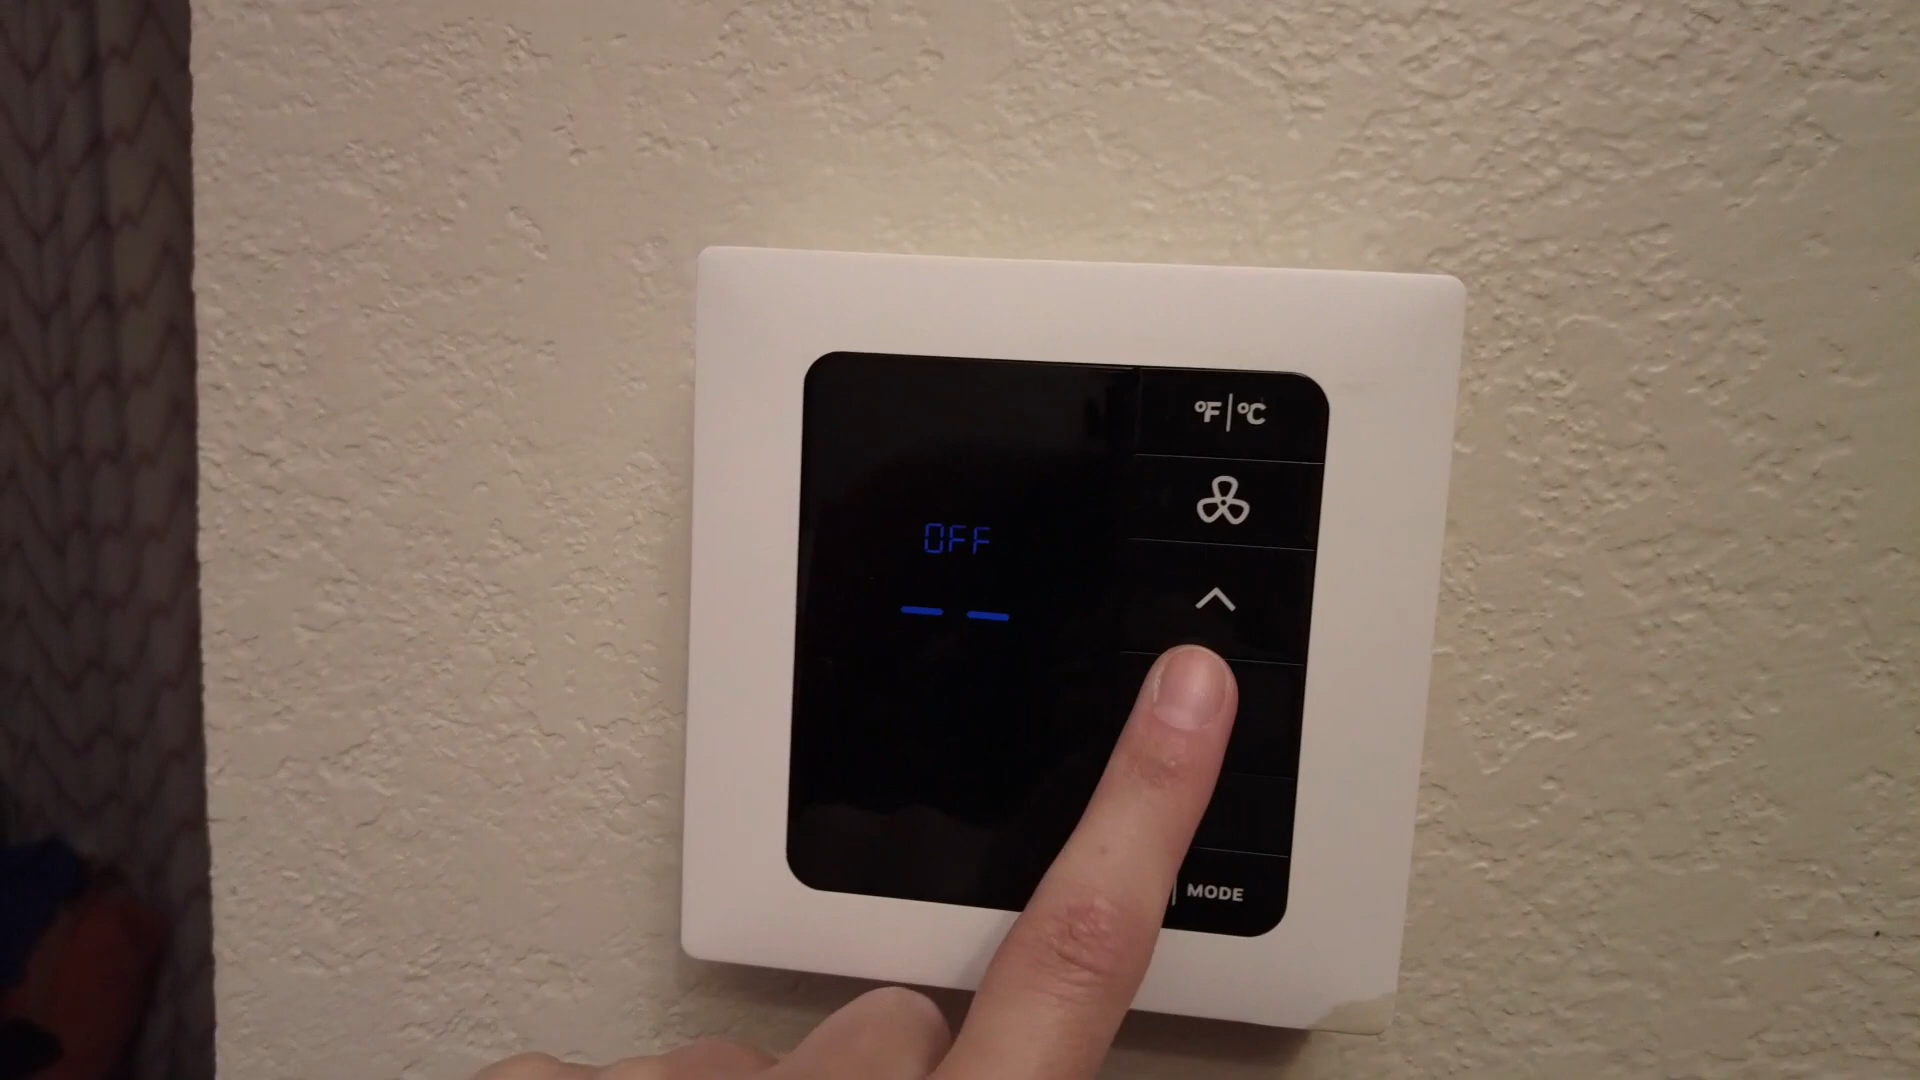 °F|°C
OFF
— —
| MODE